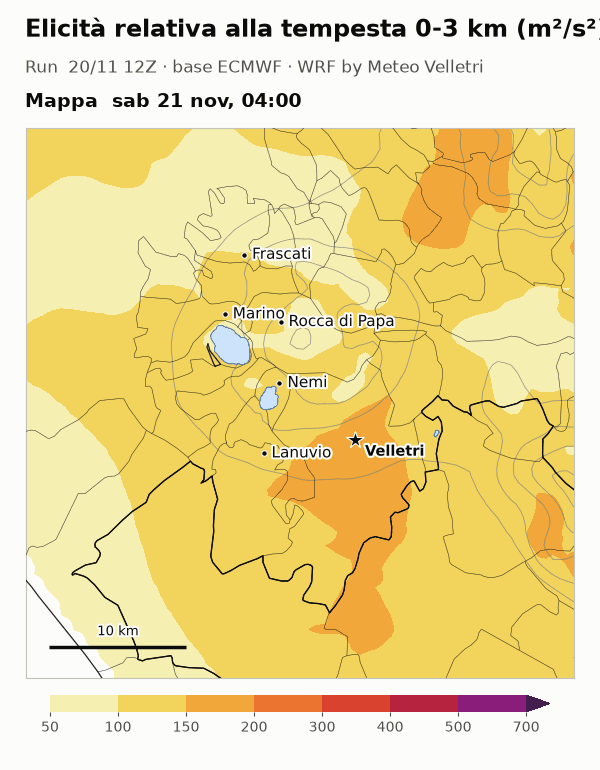 Elicità relativa alla tempesta 0-3 km (m²/s²)
Run 20/11 12Z · base ECMWF · WRF by Meteo Velletri
Mappa sab 21 nov, 04:00
Frascati
Marino
Rocca di Papa
Nemi
Velletri
Lanuvio
10 km
50 100 150 200 300 400 500 700